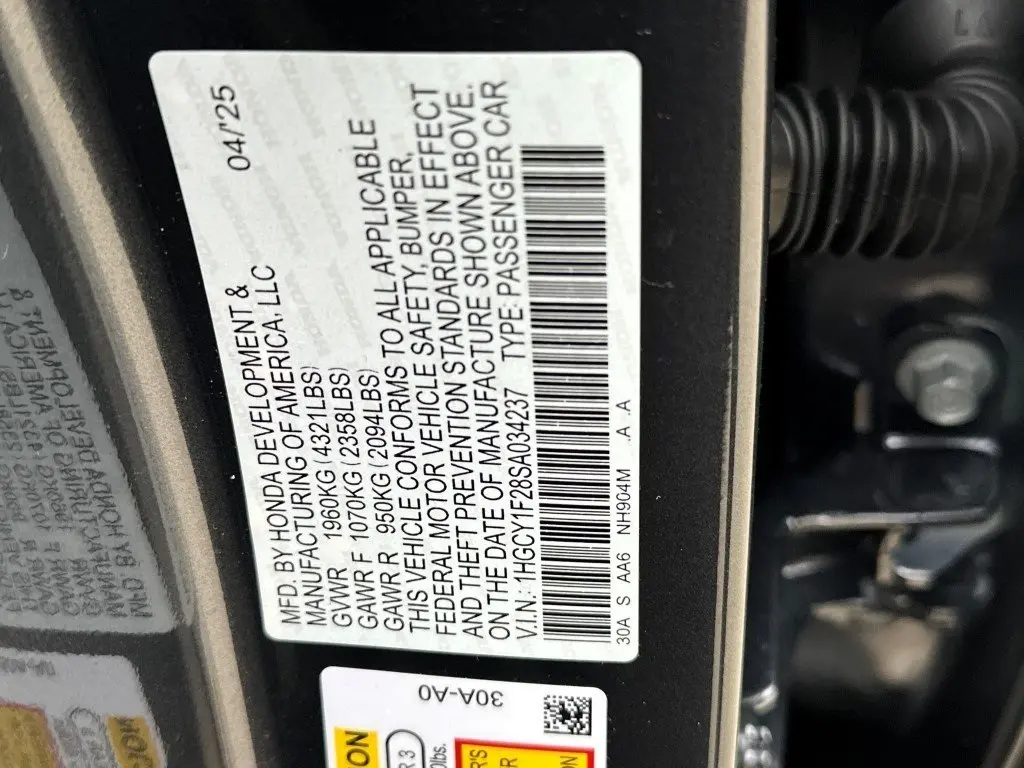 MFD. BY HONDA DEVELOPMENT & 04/'25
MANUFACTURING OF AMERICA, LLC
GVWR 1960KG (4321LBS)
GAWR F 1070KG (2358LBS)
GAWR R 950KG (2094LBS)
THIS VEHICLE CONFORMS TO ALL APPLICABLE
FEDERAL MOTOR VEHICLE SAFETY, BUMPER,
AND THEFT PREVENTION STANDARDS IN EFFECT
ON THE DATE OF MANUFACTURE SHOWN ABOVE.
V.I.N.: 1HGCY1F28SA034237 TYPE: PASSENGER CAR
30A S AA6 NH904M .A .A
30A-A0